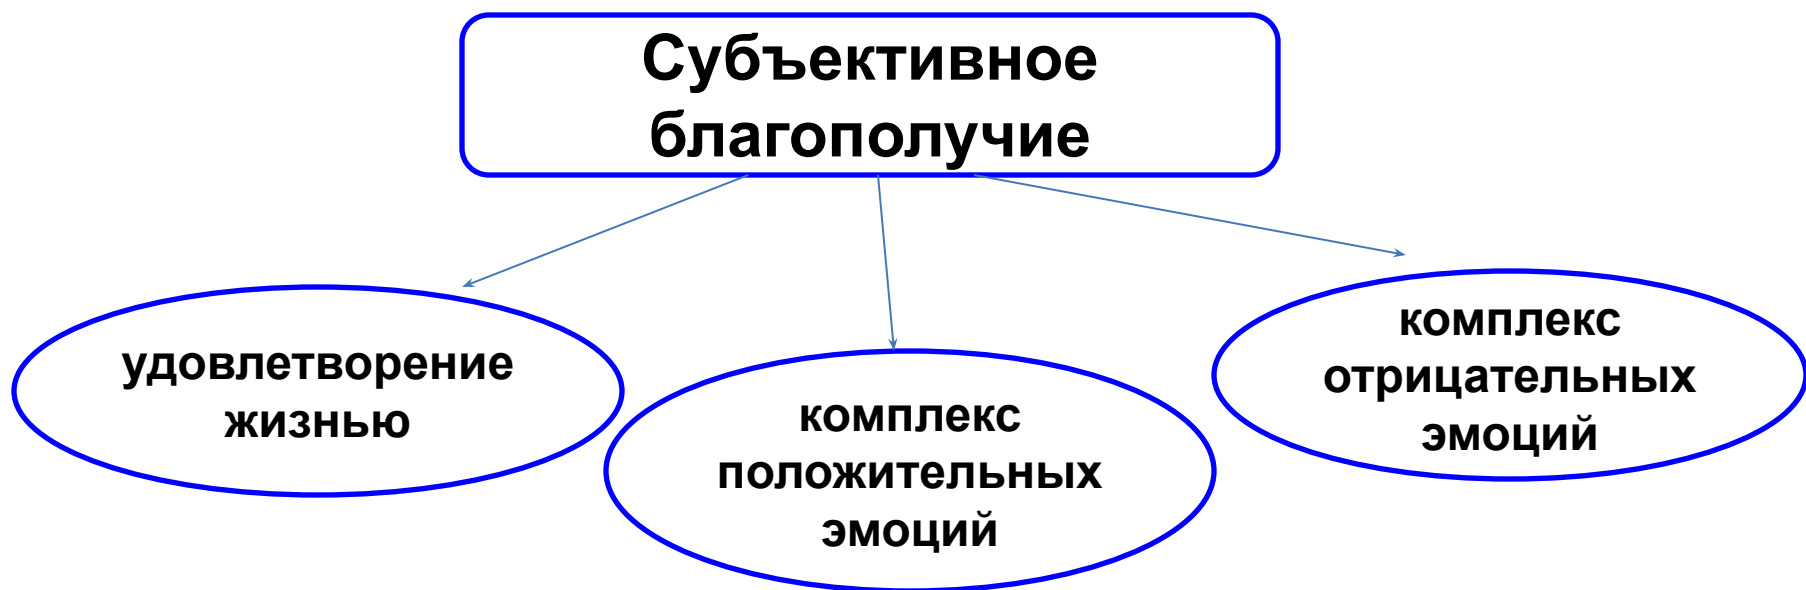 Субъективное
благополучие
удовлетворение
жизнью
комплекс
положительных
эмоций
комплекс
отрицательных
эмоций